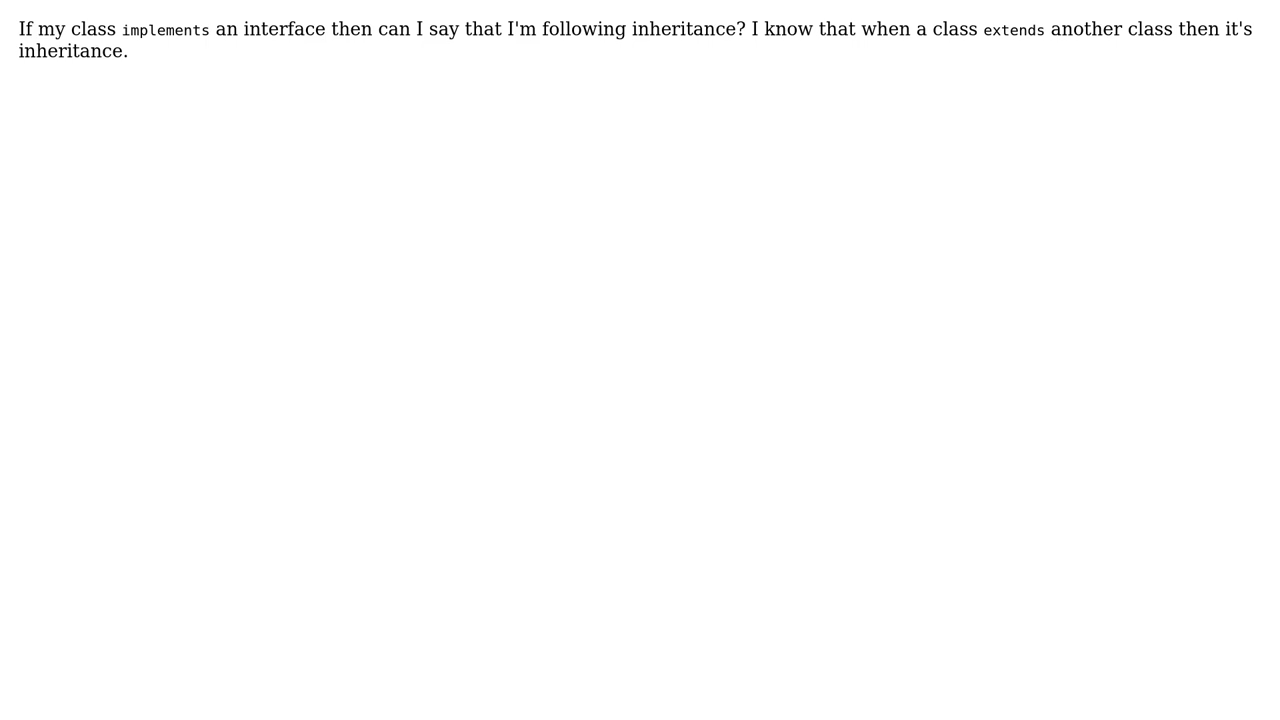 If my class implements an interface then can I say that I'm following inheritance? I know that when a class extends another class then it's
inheritance.